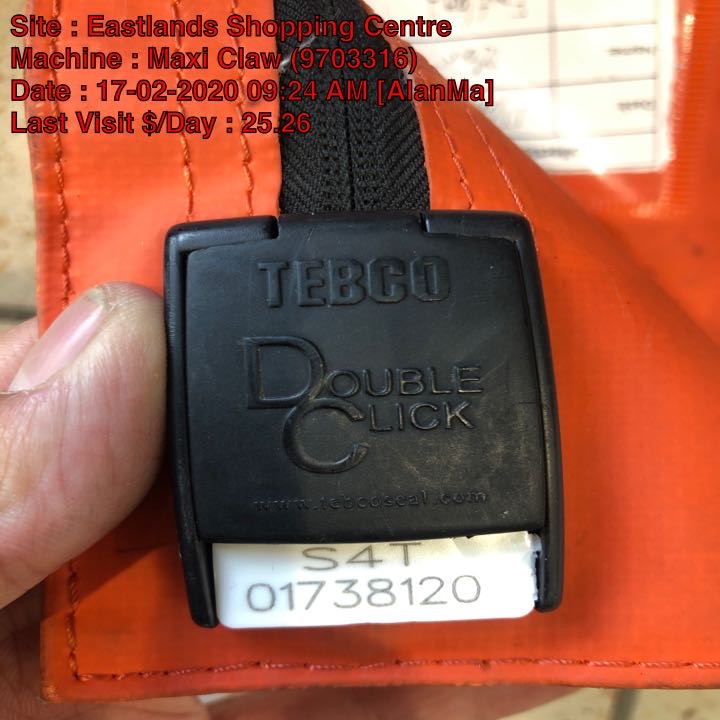 Site : Eastlands Shopping Centre
Machine : Maxi Claw (9703316)
Date : 17-02-2020 09:24 AM [AlanMa]
Last Visit $/Day : 25.26
TEBCO
DOUBLE
CLICK
www.tebcoseal.com
S4T
01738120